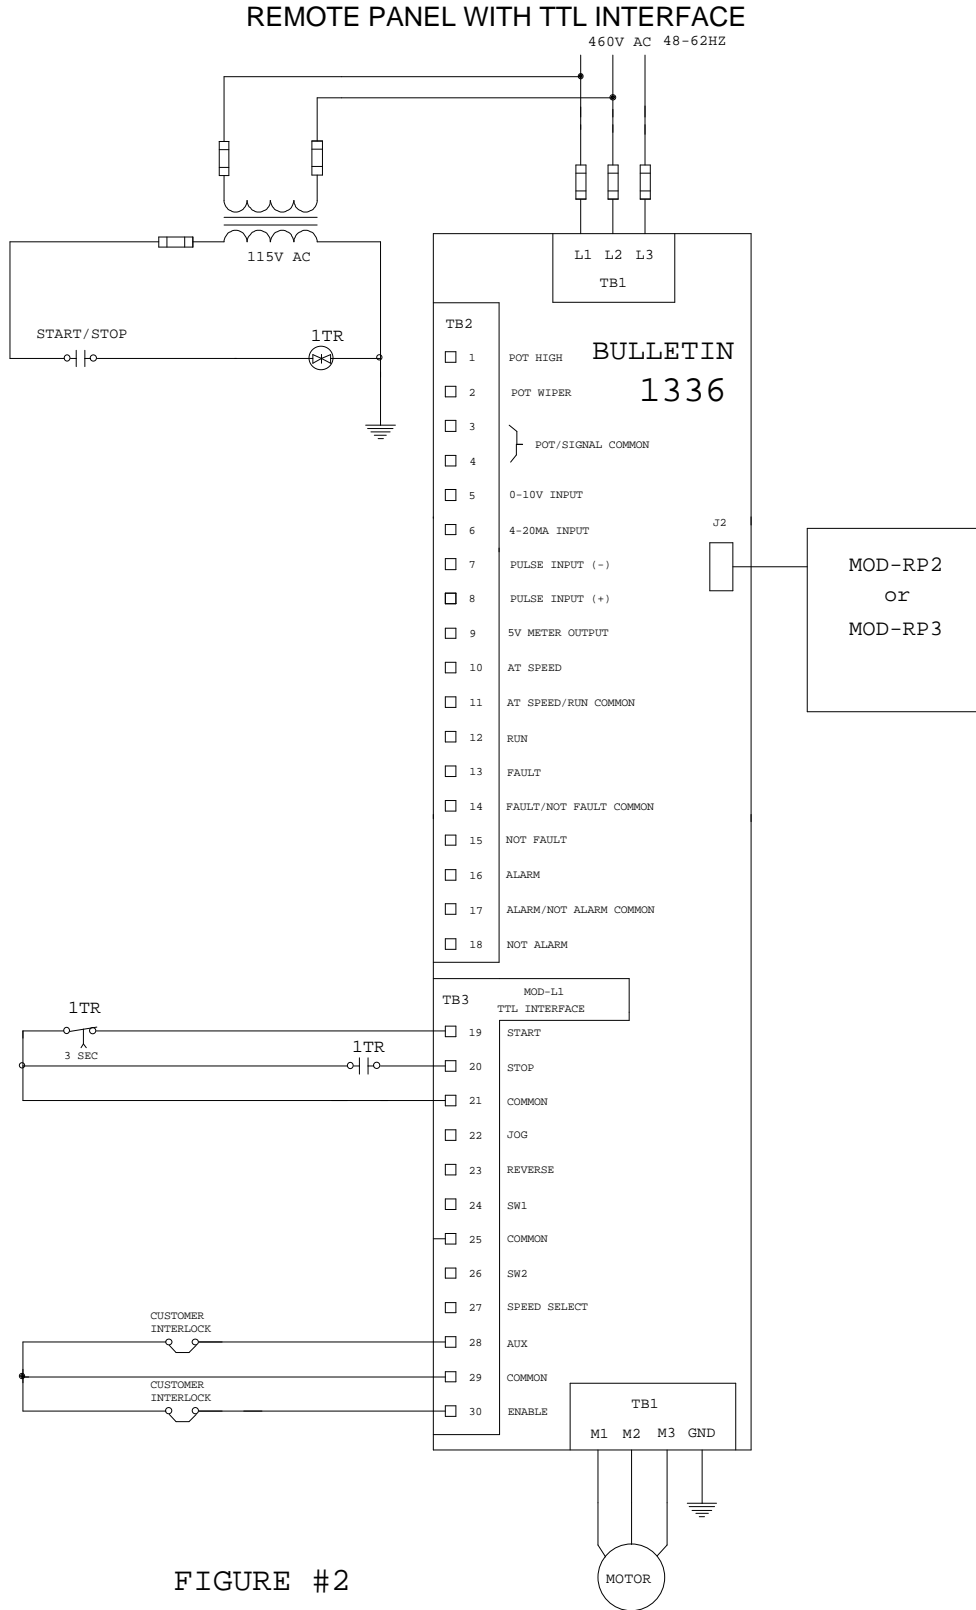 REMOTE PANEL WITH TTL INTERFACE
460V AC 48-62HZ
115V AC
L1 L2 L3
TB1
START/STOP
1TR
TB2
BULLETIN
1336
1 POT HIGH
2 POT WIPER
3
POT/SIGNAL COMMON
4
5 0-10V INPUT
6 4-20MA INPUT
J2
7 PULSE INPUT (-)
8 PULSE INPUT (+)
MOD-RP2
or
MOD-RP3
9 5V METER OUTPUT
10 AT SPEED
11 AT SPEED/RUN COMMON
12 RUN
13 FAULT
14 FAULT/NOT FAULT COMMON
15 NOT FAULT
16 ALARM
17 ALARM/NOT ALARM COMMON
18 NOT ALARM
TB3
MOD-L1
TTL INTERFACE
1TR
3 SEC
19 START
1TR
20 STOP
21 COMMON
22 JOG
23 REVERSE
24 SW1
25 COMMON
26 SW2
27 SPEED SELECT
CUSTOMER
INTERLOCK
28 AUX
29 COMMON
CUSTOMER
INTERLOCK
30 ENABLE
TB1
M1 M2 M3 GND
MOTOR
FIGURE #2